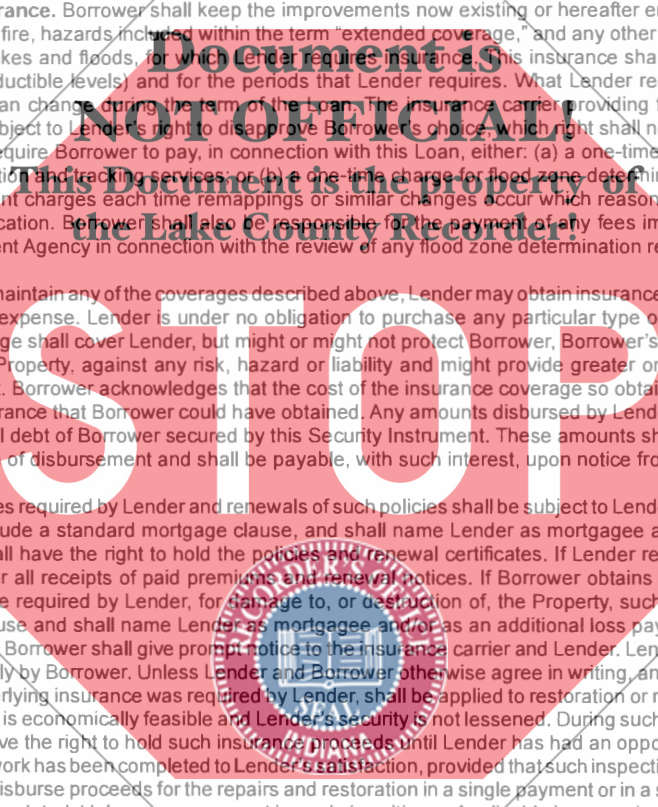 rance. Borrower shall keep the improvements now existing or hereafter er
fire, hazards included within the term “extended coverage,” and any other
Document is
kes and floods, for which Lender requires insurance. This insurance sha
ductible levels) and for the periods that Lender requires. What Lender re
an change during the term of the Loan. The insurance carrier providing
NOT OFFICIAL!
bject to Lender's right to disapprove Borrower's choice, which right shall n
equire Borrower to pay, in connection with this Loan, either: (a) a one-time
This Document is the property of
tion and tracking services; or (b) a one-time charge for flood zone determin
nt charges each time remappings or similar changes occur which reason
cation. Borrower shall also be responsible for the payment of any fees im
the Lake County Recorder!
ent Agency in connection with the review of any flood zone determination re
maintain any of the coverages described above, Lender may obtain insurance
expense. Lender is under no obligation to purchase any particular type o
ge shall cover Lender, but might or might not protect Borrower, Borrower's
Property, against any risk, hazard or liability and might provide greater or
. Borrower acknowledges that the cost of the insurance coverage so obtai
STOP
rance that Borrower could have obtained. Any amounts disbursed by Lend
l debt of Borrower secured by this Security Instrument. These amounts sh
of disbursement and shall be payable, with such interest, upon notice fro
es required by Lender and renewals of such policies shall be subject to Lend
lude a standard mortgage clause, and shall name Lender as mortgagee a
all have the right to hold the policies and renewal certificates. If Lender re
r all receipts of paid premiums and renewal notices. If Borrower obtains
e required by Lender, for damage to, or destruction of, the Property, suc
use and shall name Lender as mortgagee and/or as an additional loss pay
Borrower shall give prompt notice to the insurance carrier and Lender. Len
ly by Borrower. Unless Lender and Borrower otherwise agree in writing, an
rlying insurance was required by Lender, shall be applied to restoration or r
SEAL
is economically feasible and Lender's security is not lessened. During such
ve the right to hold such insurance proceeds until Lender has had an oppo
work has been completed to Lender's satisfaction, provided that such inspecti
isburse proceeds for the repairs and restoration in a single payment or in a s